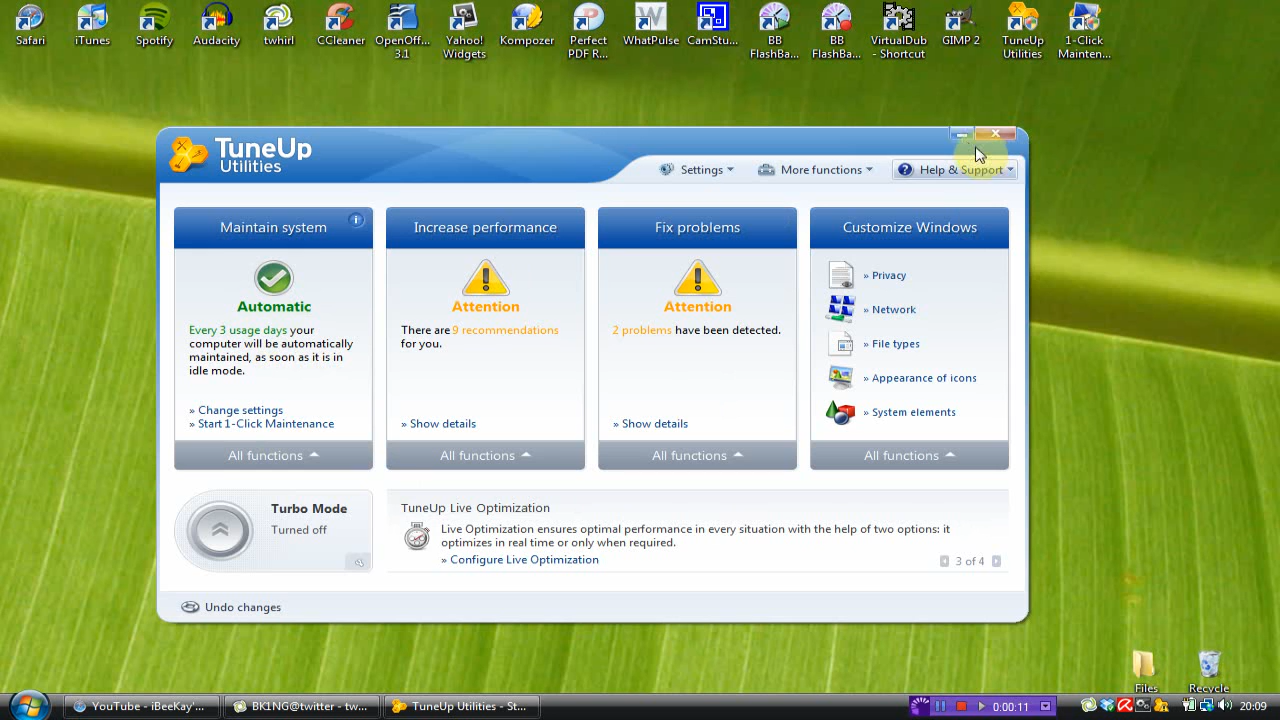 Safari
iTunes
Spotify
Audacity
twhirl
CCleaner
OpenOff...
3.1
Yahoo!
Widgets
Kompozer
Perfect
PDF R...
WhatPulse
CamStu...
BB
FlashBa...
BB
FlashBa...
VirtualDub
- Shortcut
GIMP 2
TuneUp
Utilities
1-Click
Mainten...
TuneUp
Utilities
Settings
More functions
Help & Support
Maintain system
Automatic
Every 3 usage days your
computer will be automatically
maintained, as soon as it is in
idle mode.
» Change settings
» Start 1-Click Maintenance
All functions
Increase performance
Attention
There are 9 recommendations
for you.
» Show details
All functions
Fix problems
Attention
2 problems have been detected.
» Show details
All functions
Customize Windows
» Privacy
» Network
» File types
» Appearance of icons
» System elements
All functions
Turbo Mode
Turned off
TuneUp Live Optimization
Live Optimization ensures optimal performance in every situation with the help of two options: it
optimizes in real time or only when required.
» Configure Live Optimization
3 of 4
Undo changes
Files
Recycle
YouTube - iBeeKay'...
BK1NG@twitter - tw...
TuneUp Utilities - St...
0:00:11
20:09